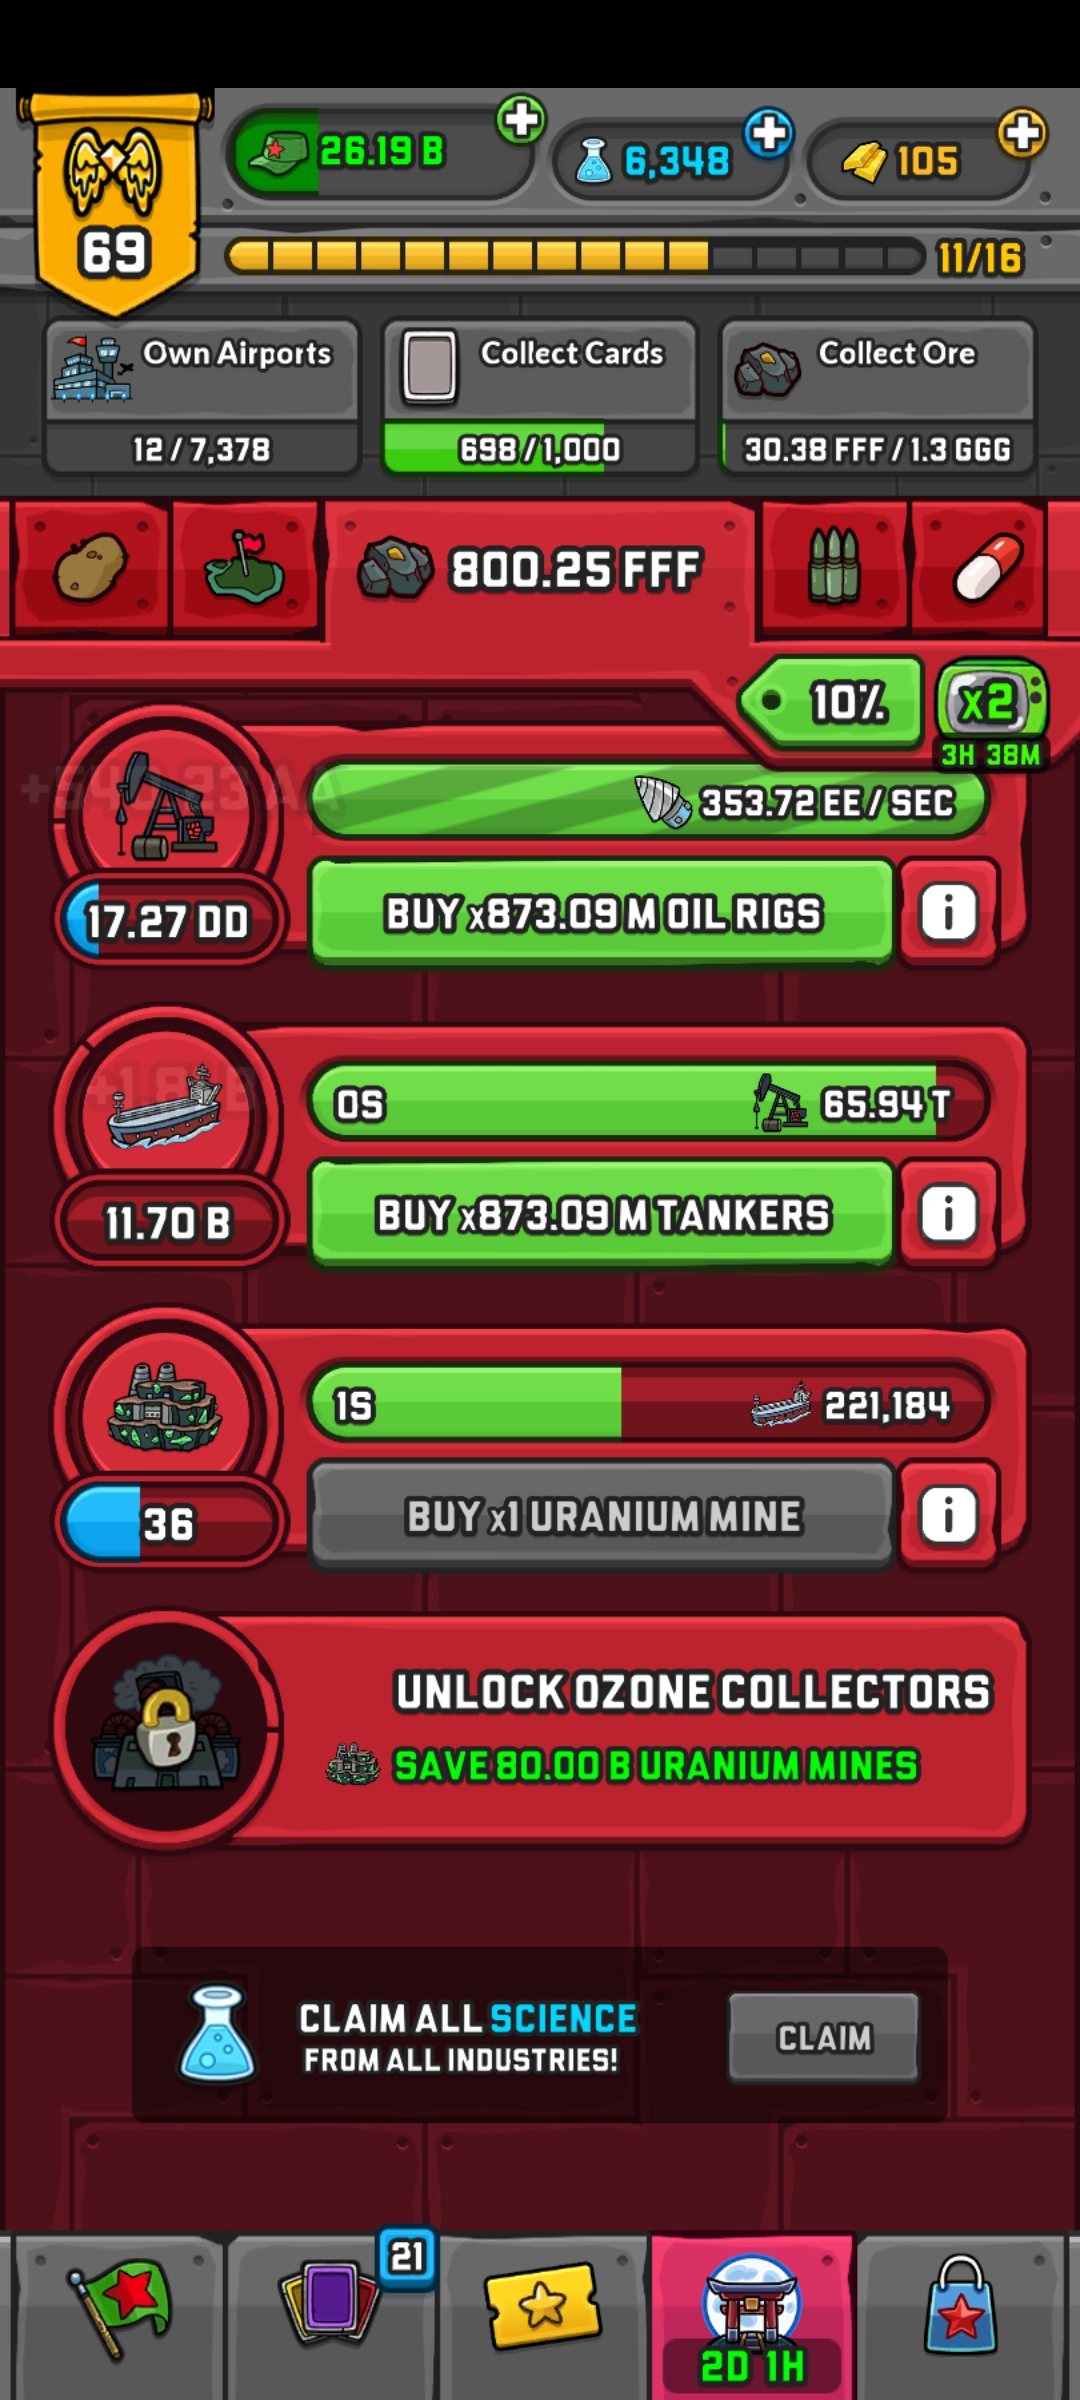 69
26.19 B
6,348
105
11/16
Own Airports
12 / 7,378
Collect Cards
698 / 1,000
Collect Ore
30.38 FFF / 1.3 GGG
800.25 FFF
10%
x2
3H 38M
353.72 EE / SEC
17.27 DD
BUY x873.09 M OIL RIGS
i
0S
65.94 T
11.70 B
BUY x873.09 M TANKERS
i
1S
221,184
36
BUY x1 URANIUM MINE
i
UNLOCK OZONE COLLECTORS
SAVE 80.00 B URANIUM MINES
CLAIM ALL SCIENCE
FROM ALL INDUSTRIES!
CLAIM
21
2D 1H